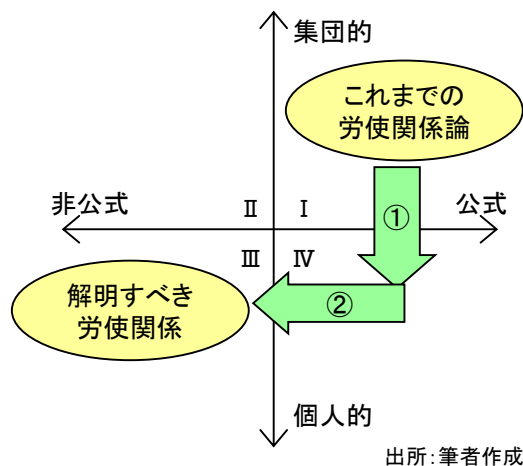 集団的
これまでの
労使関係論
非公式
Ⅱ
Ⅰ
①
公式
Ⅲ
Ⅳ
解明すべき
労使関係
②
個人的
出所:筆者作成